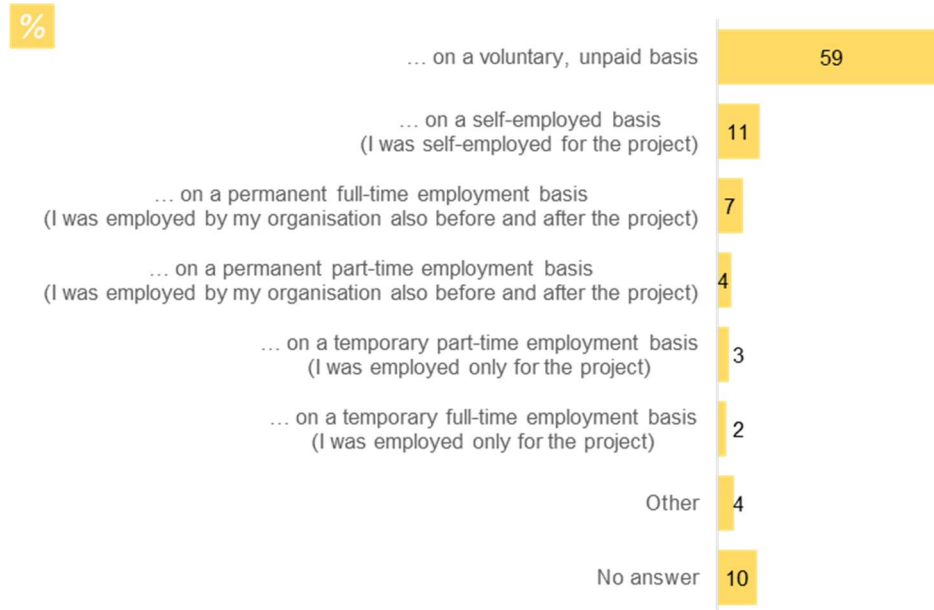 %
… on a voluntary, unpaid basis
59
… on a self-employed basis
(I was self-employed for the project)
11
… on a permanent full-time employment basis
(I was employed by my organisation also before and after the project)
7
… on a permanent part-time employment basis
(I was employed by my organisation also before and after the project)
4
… on a temporary part-time employment basis
(I was employed only for the project)
3
… on a temporary full-time employment basis
(I was employed only for the project)
2
Other
4
No answer
10